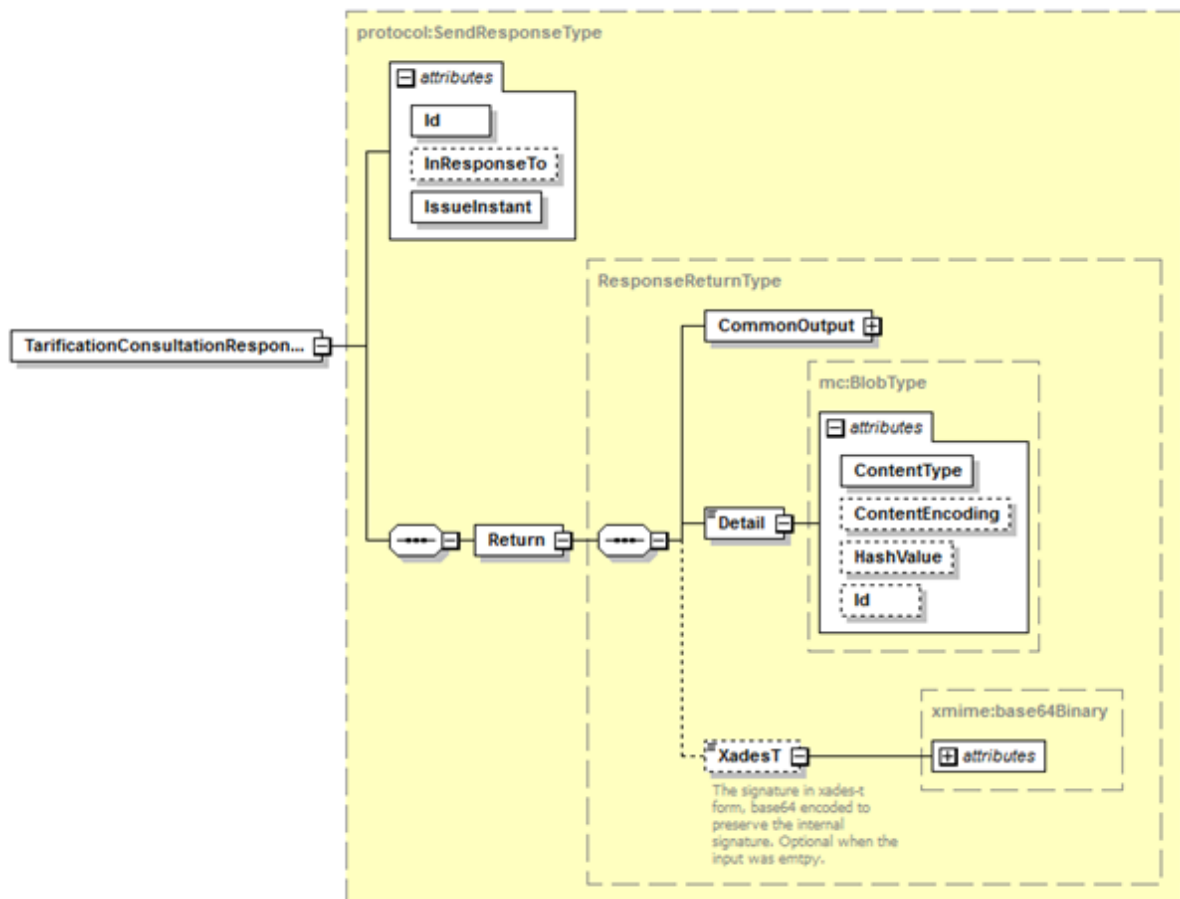 protocol:SendResponseType
attributes
Id
InResponseTo
IssueInstant
ResponseReturnType
CommonOutput
TarificationConsultationRespon...
mc:BlobType
attributes
ContentType
ContentEncoding
Detail
Return
HashValue
Id
xmime:base64Binary
XadesT
attributes
The signature in xades-t
form, base64 encoded to
preserve the internal
signature. Optional when the
input was emtpy.